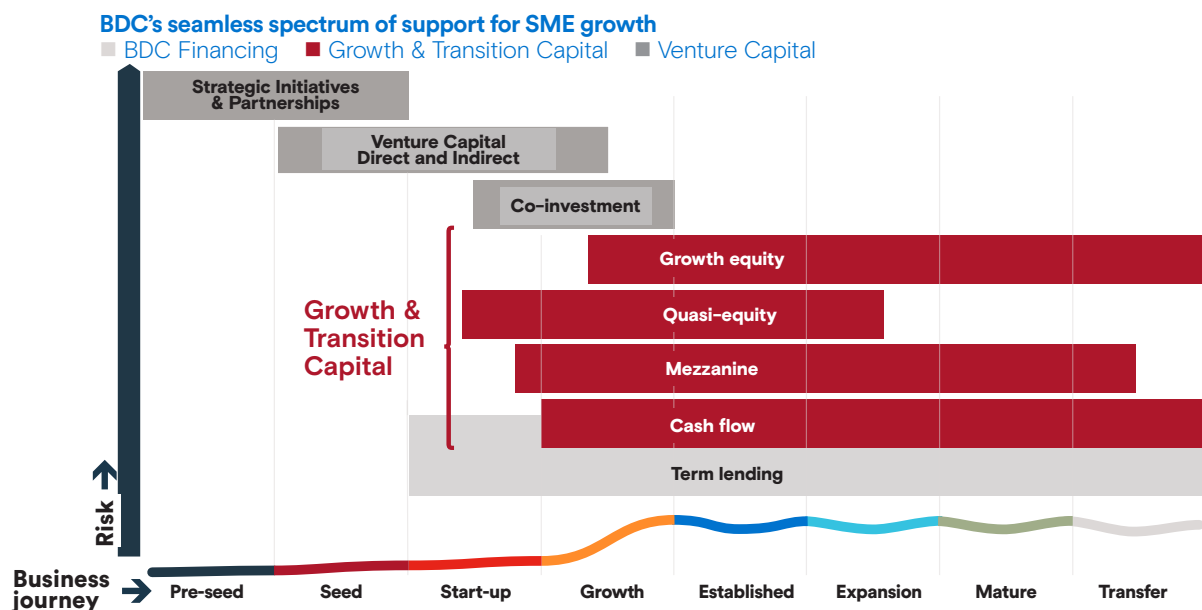 BDC's seamless spectrum of support for SME growth
BDC Financing Growth & Transition Capital Venture Capital
Strategic Initiatives
& Partnerships
Venture Capital
Direct and Indirect
Co-investment
Growth equity
Growth &
Transition
Capital
Quasi-equity
Mezzanine
Cash flow
Term lending
Risk
Business
journey
Pre-seed
Seed
Start-up
Growth
Established
Expansion
Mature
Transfer